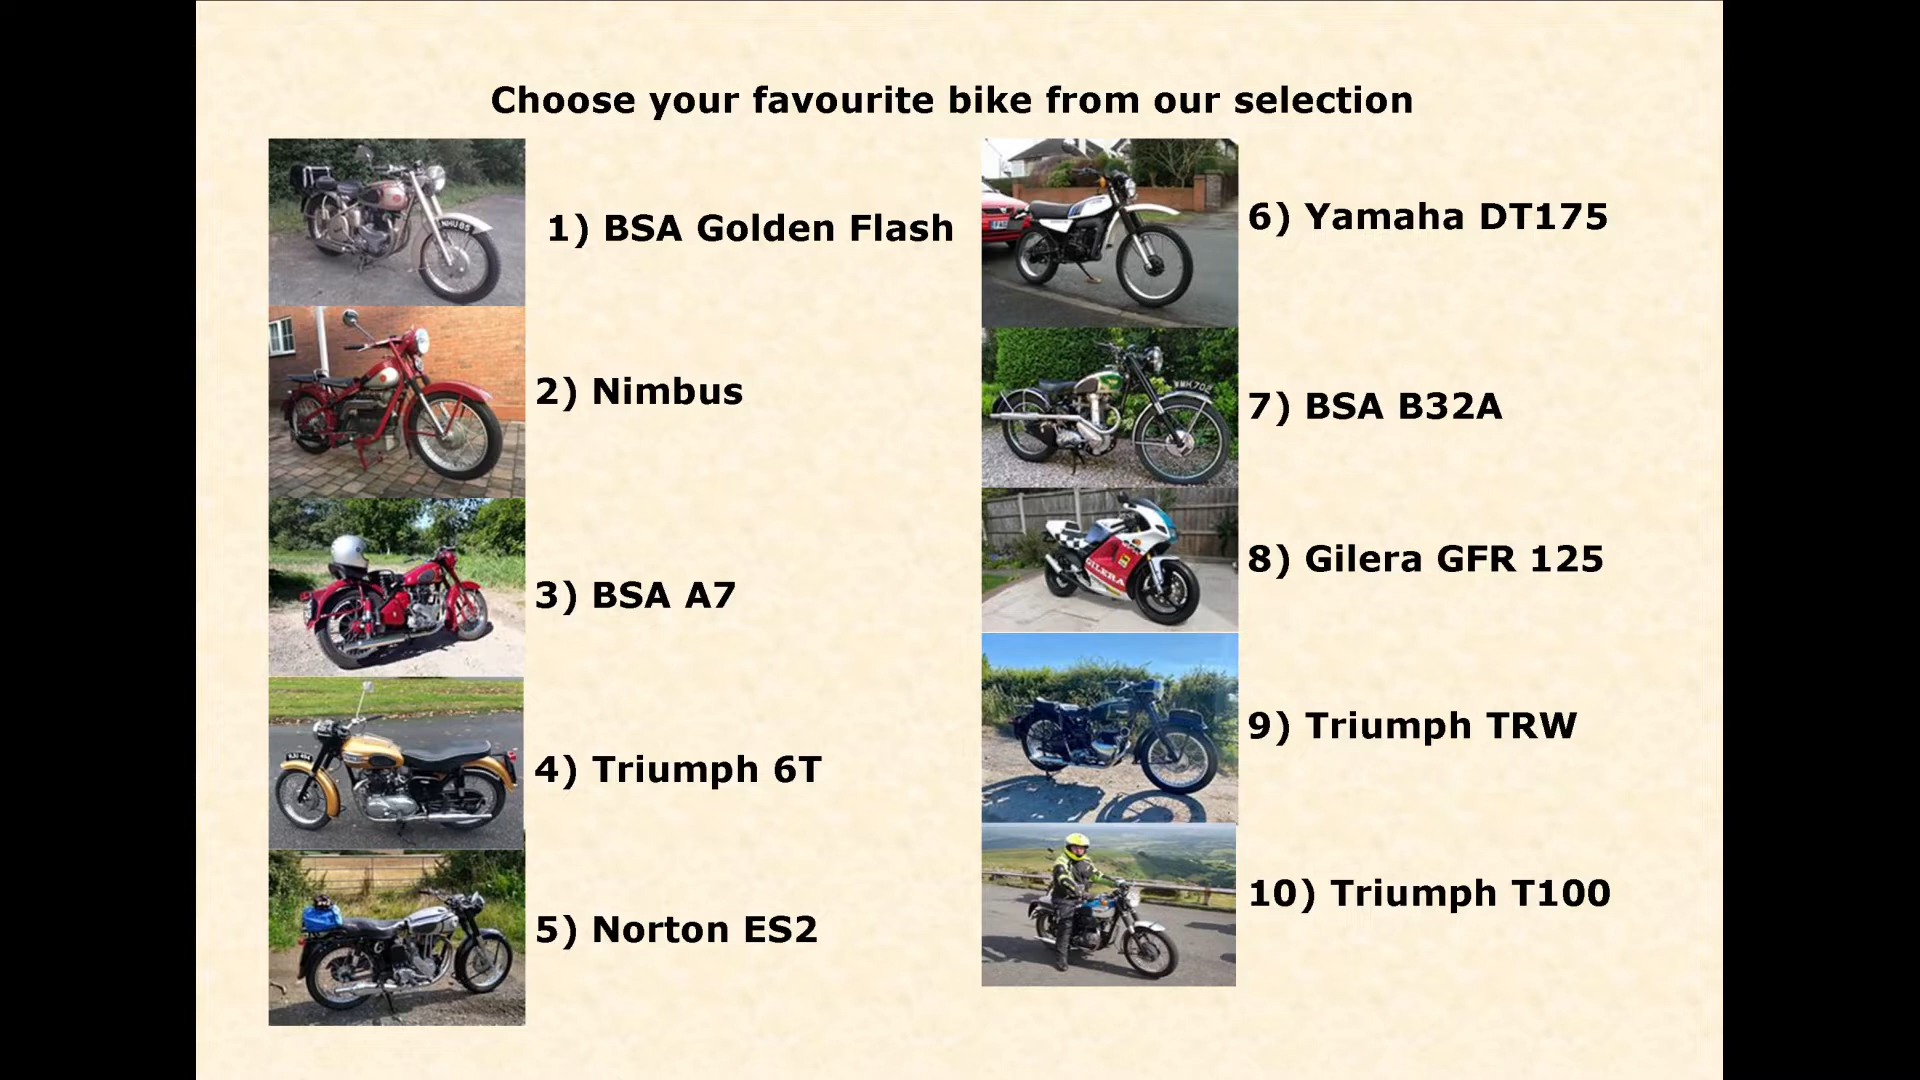 Choose your favourite bike from our selection
1) BSA Golden Flash
2) Nimbus
3) BSA A7
4) Triumph 6T
5) Norton ES2
6) Yamaha DT175
7) BSA B32A
8) Gilera GFR 125
9) Triumph TRW
10) Triumph T100
NHU85
GILERA